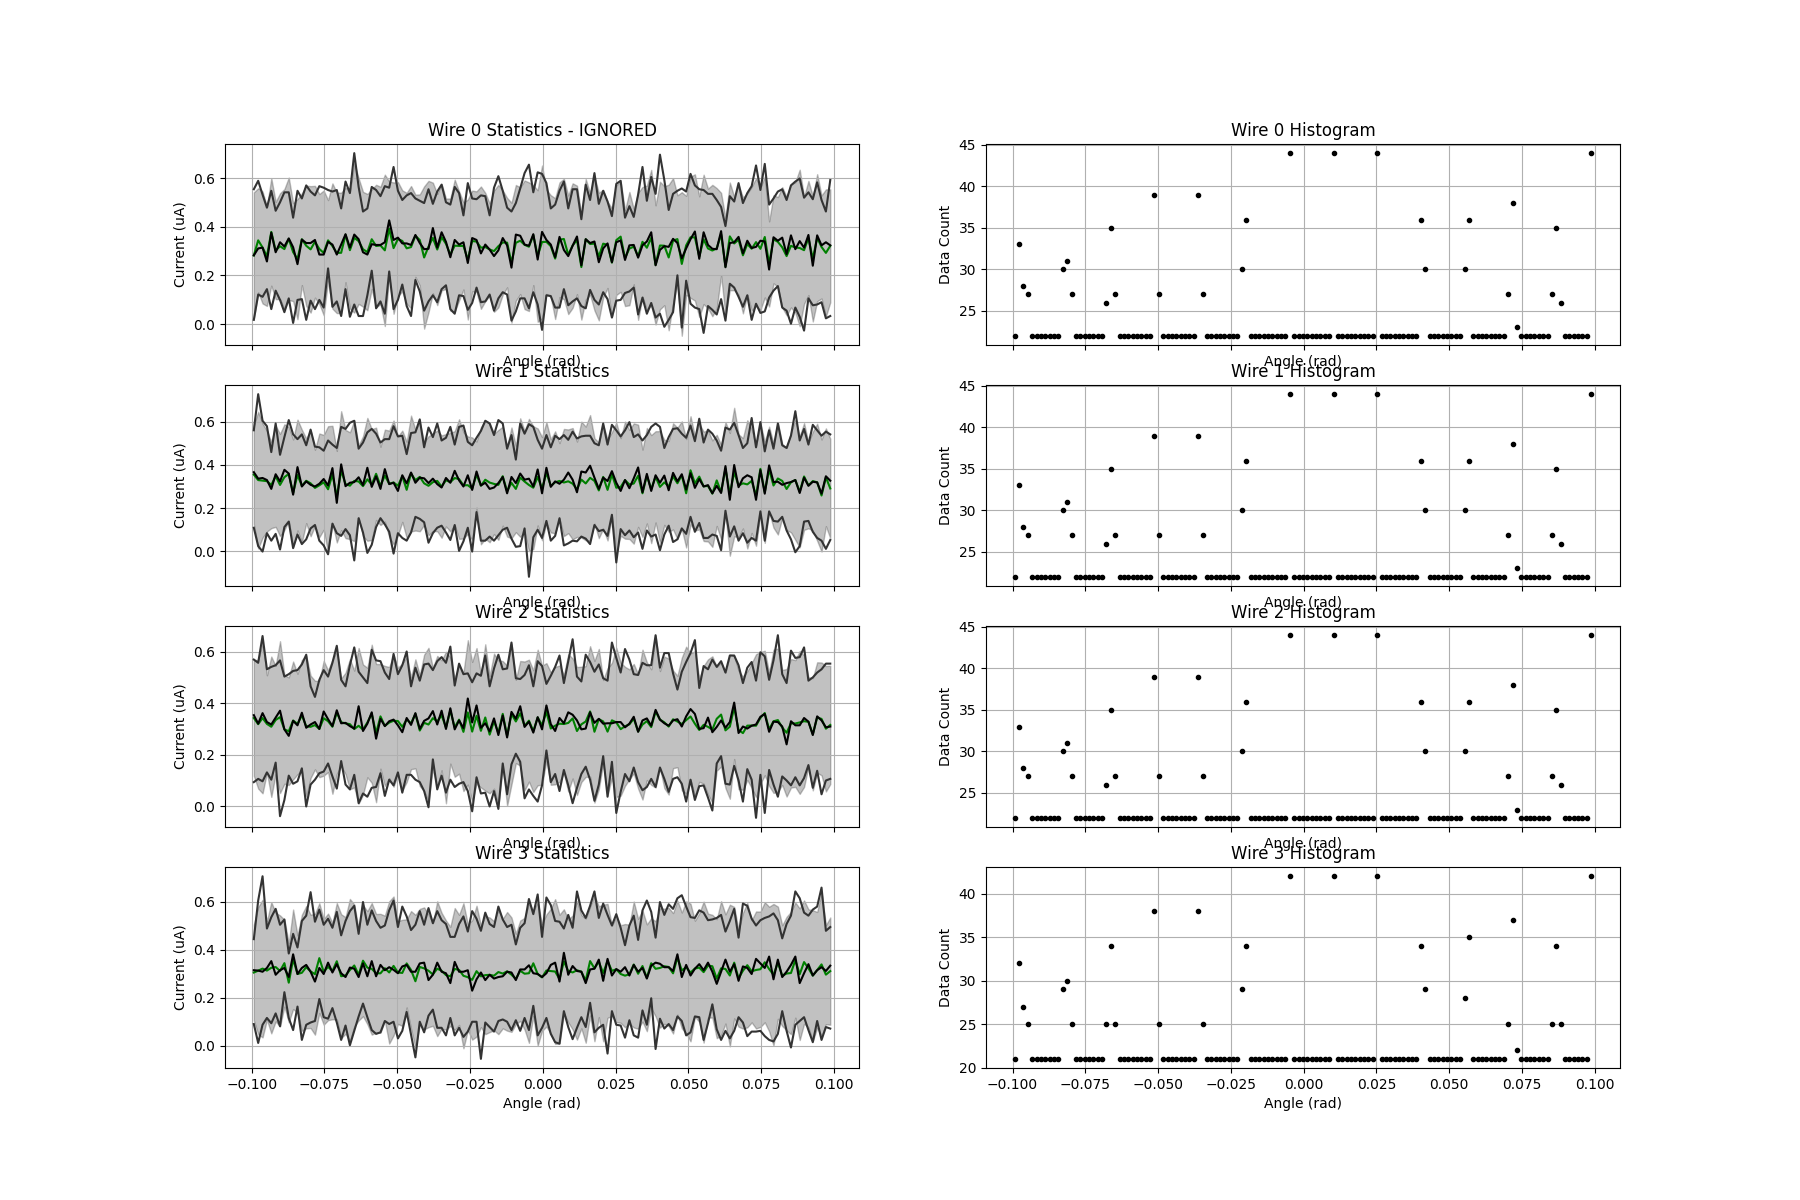 Wire 0 Statistics - IGNORED
Current (uA)
0.6
0.4
0.2
0.0
Angle (rad)
Wire 0 Histogram
Data Count
45
40
35
30
25
Angle (rad)
Wire 1 Statistics
Current (uA)
0.6
0.4
0.2
0.0
Angle (rad)
Wire 1 Histogram
Data Count
45
40
35
30
25
Angle (rad)
Wire 2 Statistics
Current (uA)
0.6
0.4
0.2
0.0
Angle (rad)
Wire 2 Histogram
Data Count
45
40
35
30
25
Angle (rad)
Wire 3 Statistics
Current (uA)
0.6
0.4
0.2
0.0
−0.100 −0.075 −0.050 −0.025 0.000 0.025 0.050 0.075 0.100
Angle (rad)
Wire 3 Histogram
Data Count
40
35
30
25
20
−0.100 −0.075 −0.050 −0.025 0.000 0.025 0.050 0.075 0.100
Angle (rad)